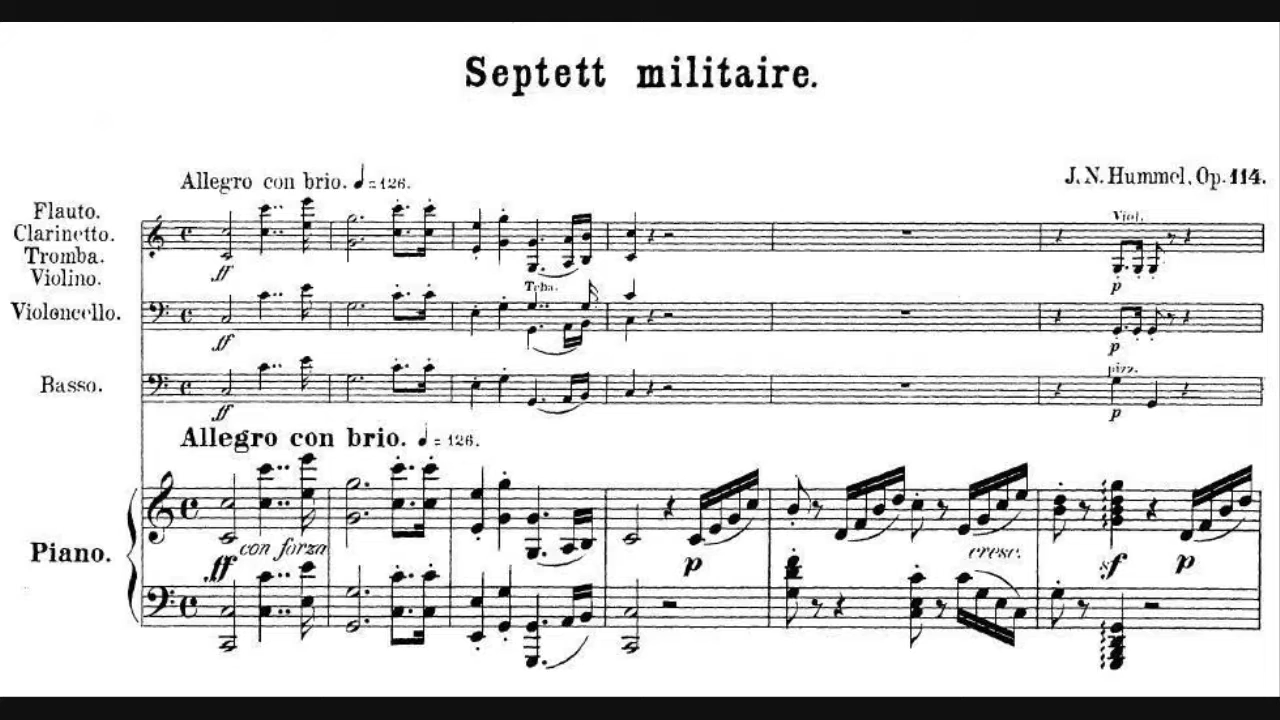 Septett militaire.
J. N. Hummel, Op. 114.
Allegro con brio. ♩ = 126.
Flauto.
Clarinetto.
Tromba.
Violino.
ff
Viol.
p
Violoncello.
ff
Trba.
p
Basso.
ff
pizz.
p
Allegro con brio. ♩ = 126.
Piano.
ff
con forza
p
cresc.
sf
p